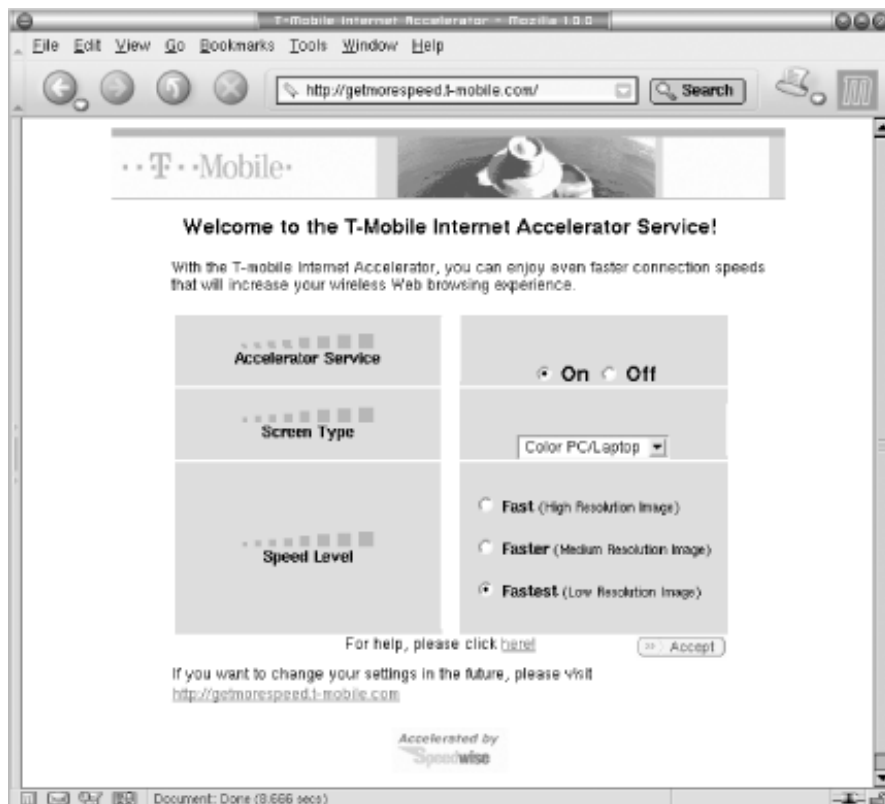 T-Mobile Internet Accelerator - Mozilla 1.0.0
File Edit View Go Bookmarks Tools Window Help
http://getmorespeed.t-mobile.com/ Search
··T··Mobile·
Welcome to the T-Mobile Internet Accelerator Service!
With the T-mobile Internet Accelerator, you can enjoy even faster connection speeds
that will increase your wireless Web browsing experience.
Accelerator Service
On Off
Screen Type
Color PC/Laptop
Speed Level
Fast (High Resolution Image)
Faster (Medium Resolution Image)
Fastest (Low Resolution Image)
For help, please click here!
Accept
If you want to change your settings in the future, please visit
http://getmorespeed.t-mobile.com
Accelerated by
Speedwise
Document: Done (8.666 secs)